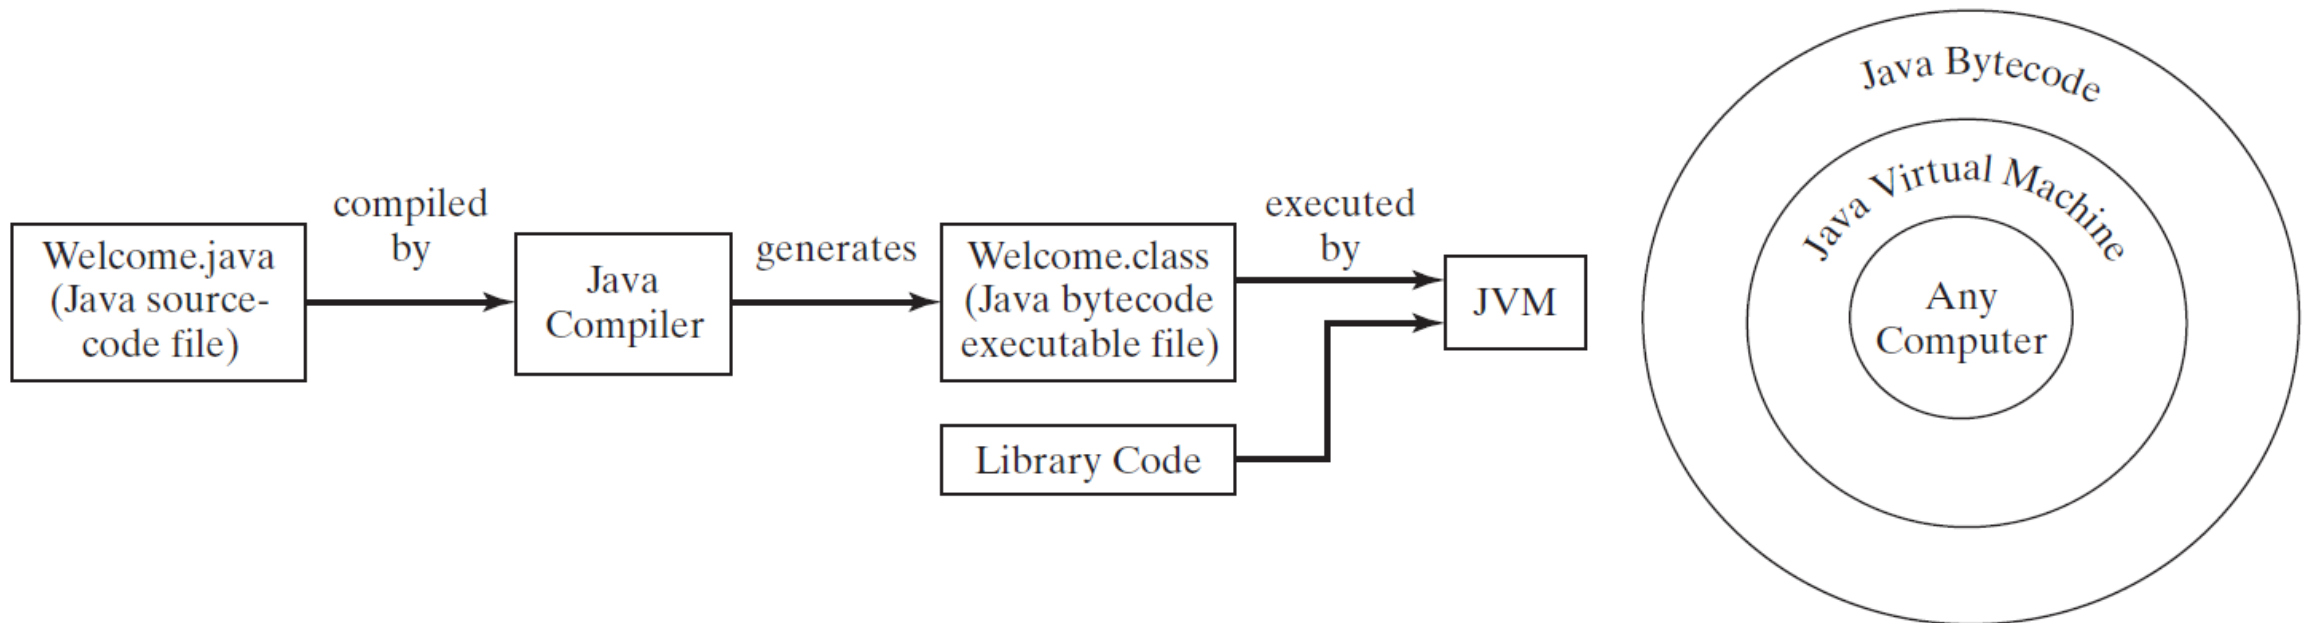 Welcome.java
(Java source-
code file)
compiled
by
Java
Compiler
generates
Welcome.class
(Java bytecode
executable file)
Library Code
executed
by
JVM
Java Bytecode
Java Virtual Machine
Any
Computer